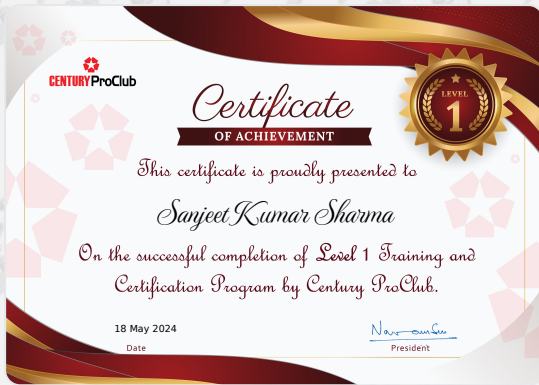 CENTURY ProClub
Certificate
OF ACHIEVEMENT
LEVEL
1
This certificate is proudly presented to
Sanjeet Kumar Sharma
On the successful completion of Level 1 Training and
Certification Program by Century ProClub.
18 May 2024
Date
President